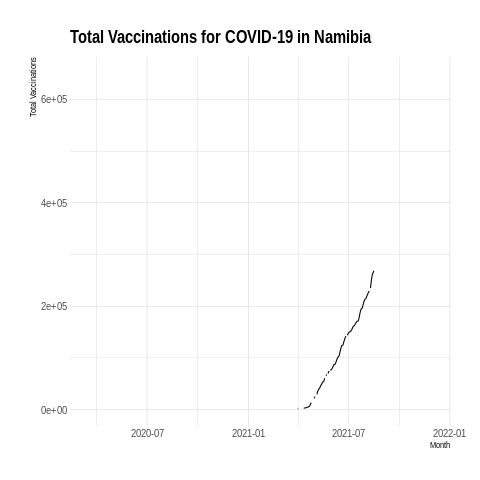 Total Vaccinations for COVID-19 in Namibia
Total Vaccinations
6e+05
4e+05
2e+05
0e+00
2020-07 2021-01 2021-07 2022-01
Month